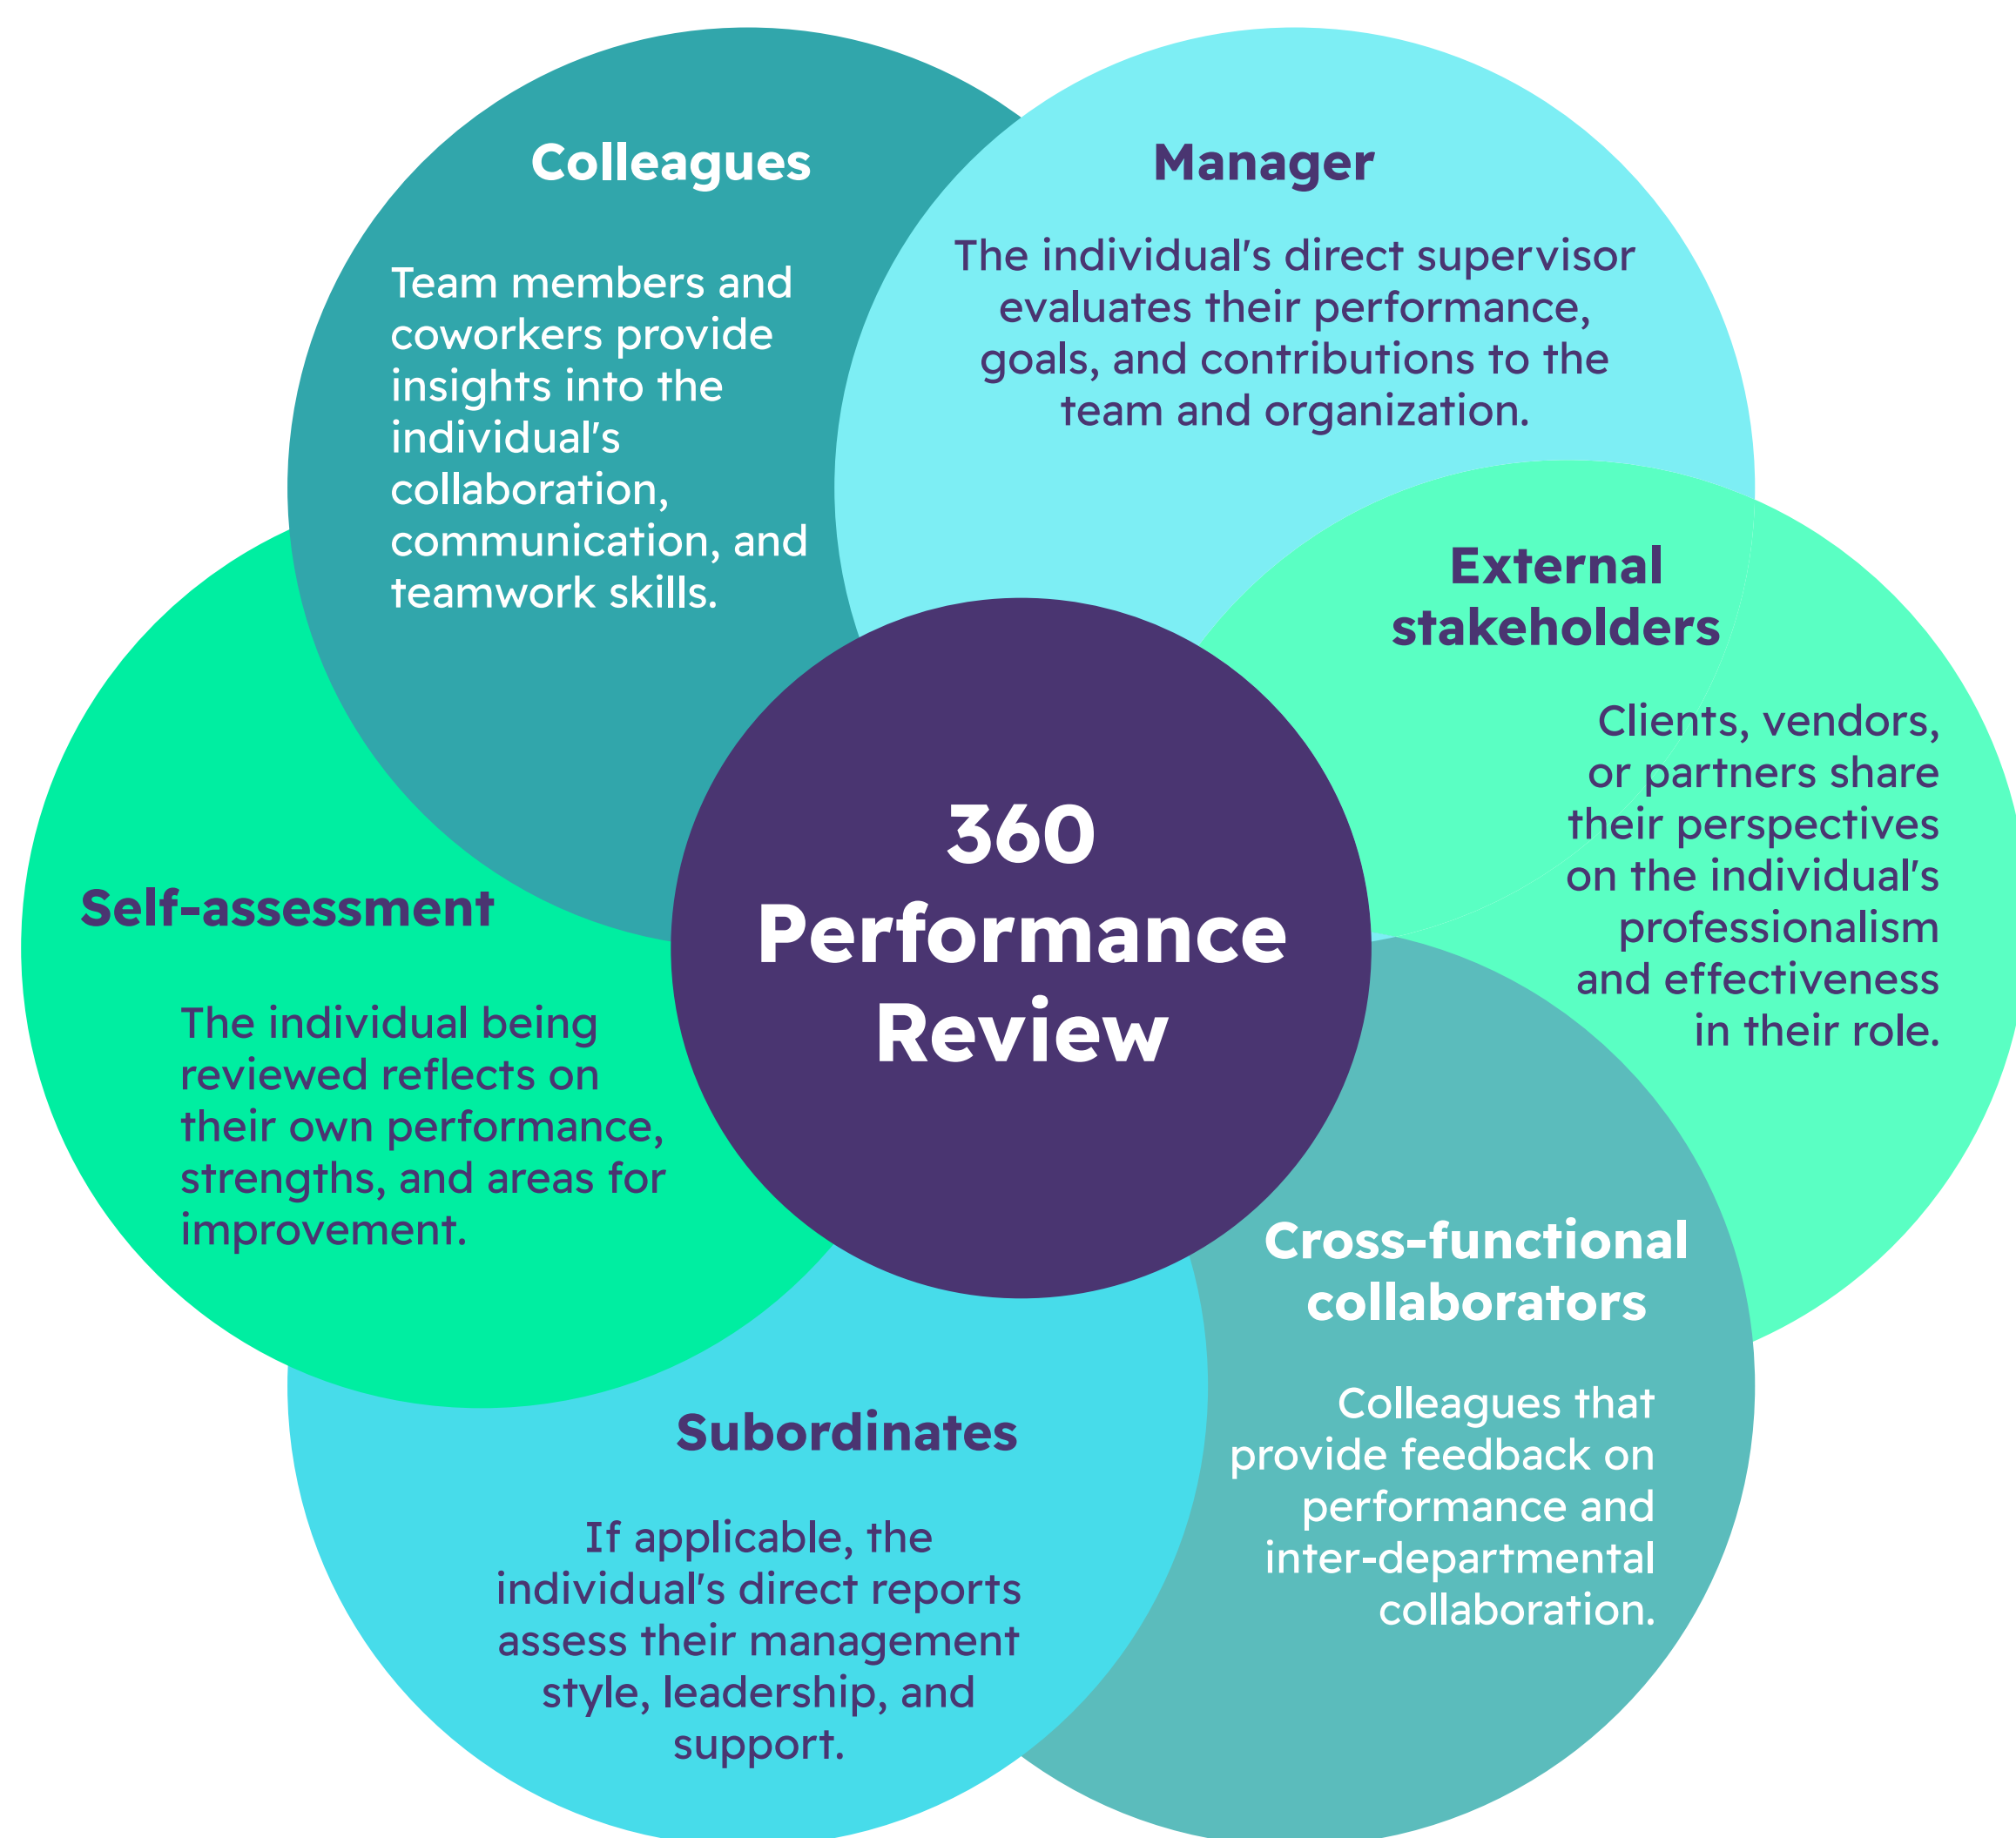 Colleagues
Team members and
coworkers provide
insights into the
individual's
collaboration,
communication, and
teamwork skills.
Manager
The individual's direct supervisor
evaluates their performance,
goals, and contributions to the
team and organization.
External
stakeholders
Clients, vendors,
or partners share
their perspectives
on the individual's
professionalism
and effectiveness
in their role.
360
Performance
Review
Self-assessment
The individual being
reviewed reflects on
their own performance,
strengths, and areas for
improvement.
Cross-functional
collaborators
Colleagues that
provide feedback on
performance and
inter-departmental
collaboration.
Subordinates
If applicable, the
individual's direct reports
assess their management
style, leadership, and
support.